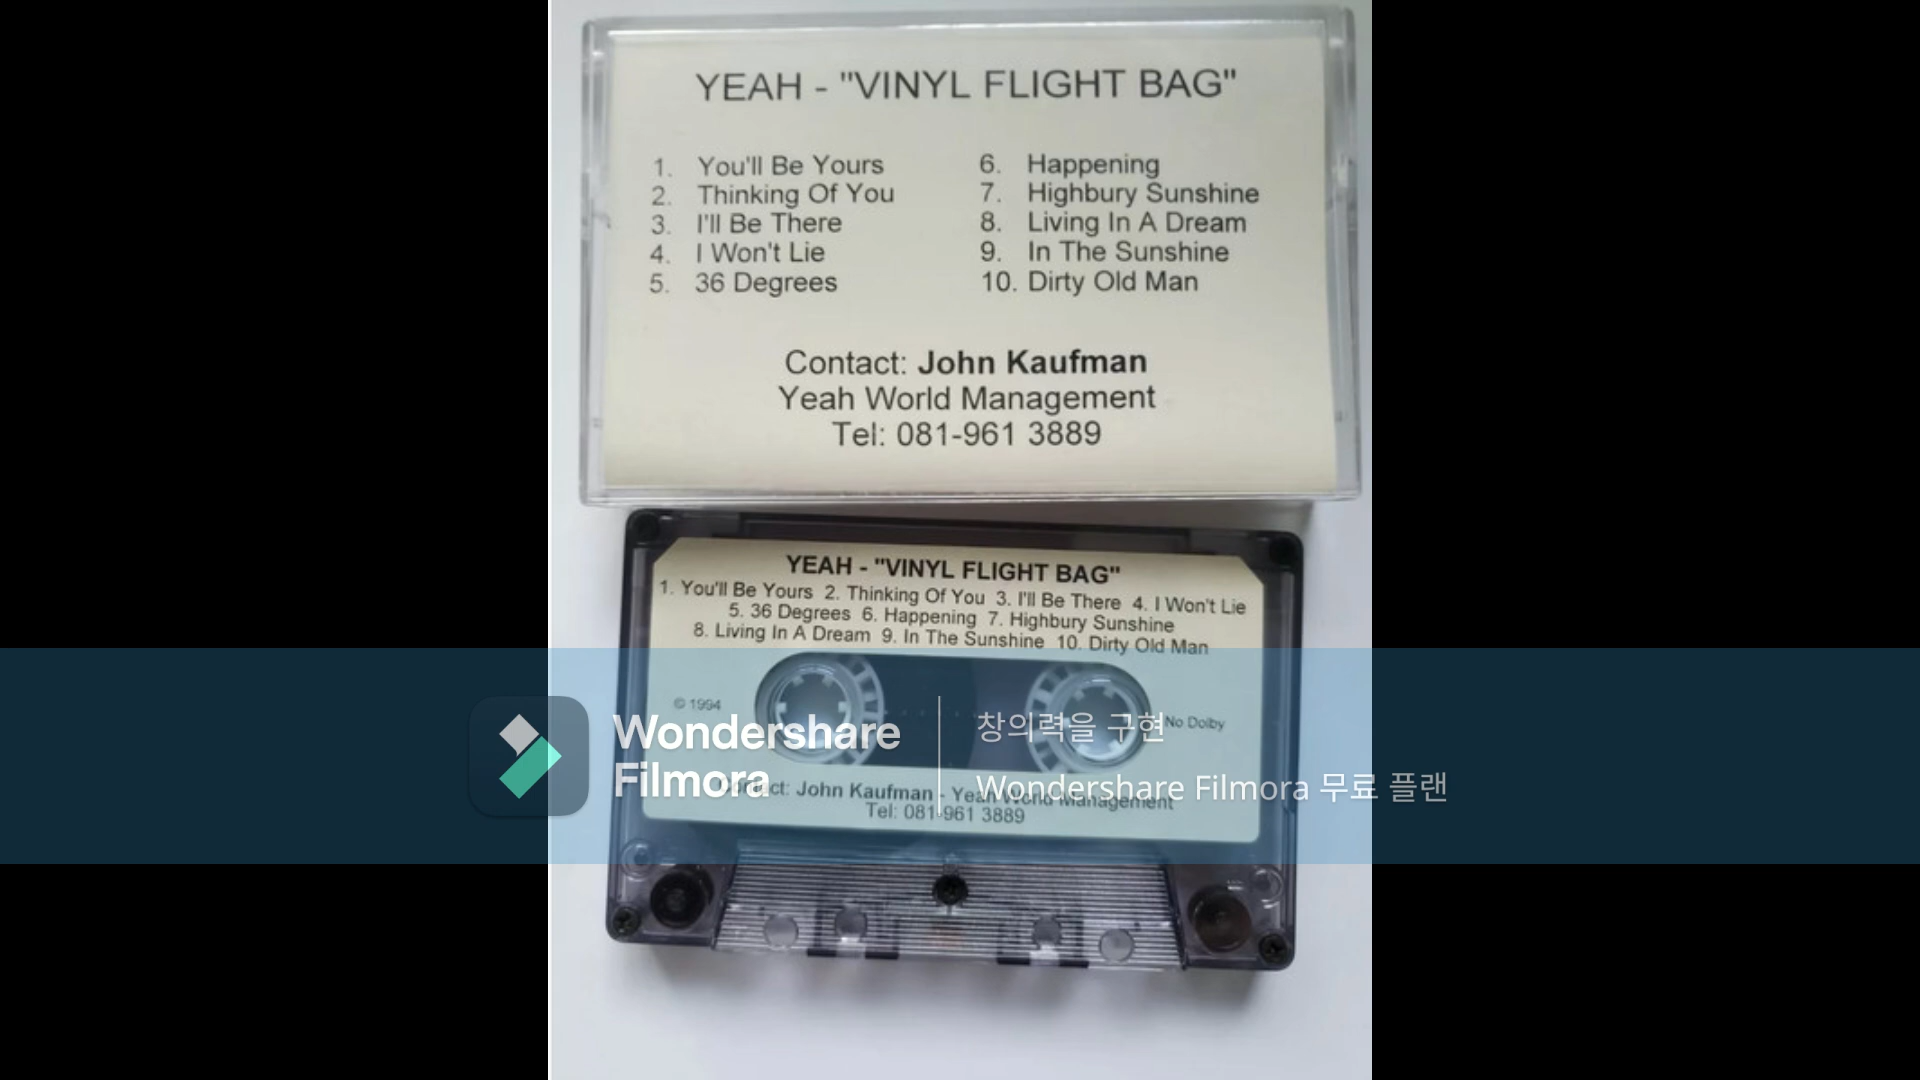 YEAH - "VINYL FLIGHT BAG"
1. You'll Be Yours
2. Thinking Of You
3. I'll Be There
4. I Won't Lie
5. 36 Degrees
6. Happening
7. Highbury Sunshine
8. Living In A Dream
9. In The Sunshine
10. Dirty Old Man
Contact: John Kaufman
Yeah World Management
Tel: 081-961 3889
YEAH - "VINYL FLIGHT BAG"
1. You'll Be Yours 2. Thinking Of You 3. I'll Be There 4. I Won't Lie
5. 36 Degrees 6. Happening 7. Highbury Sunshine
8. Living In A Dream 9. In The Sunshine 10. Dirty Old Man
© 1994
No Dolby
Contact: John Kaufman - Yeah World Management
Tel: 081-961 3889
Wondershare
Filmora
창의력을 구현
Wondershare Filmora 무료 플랜